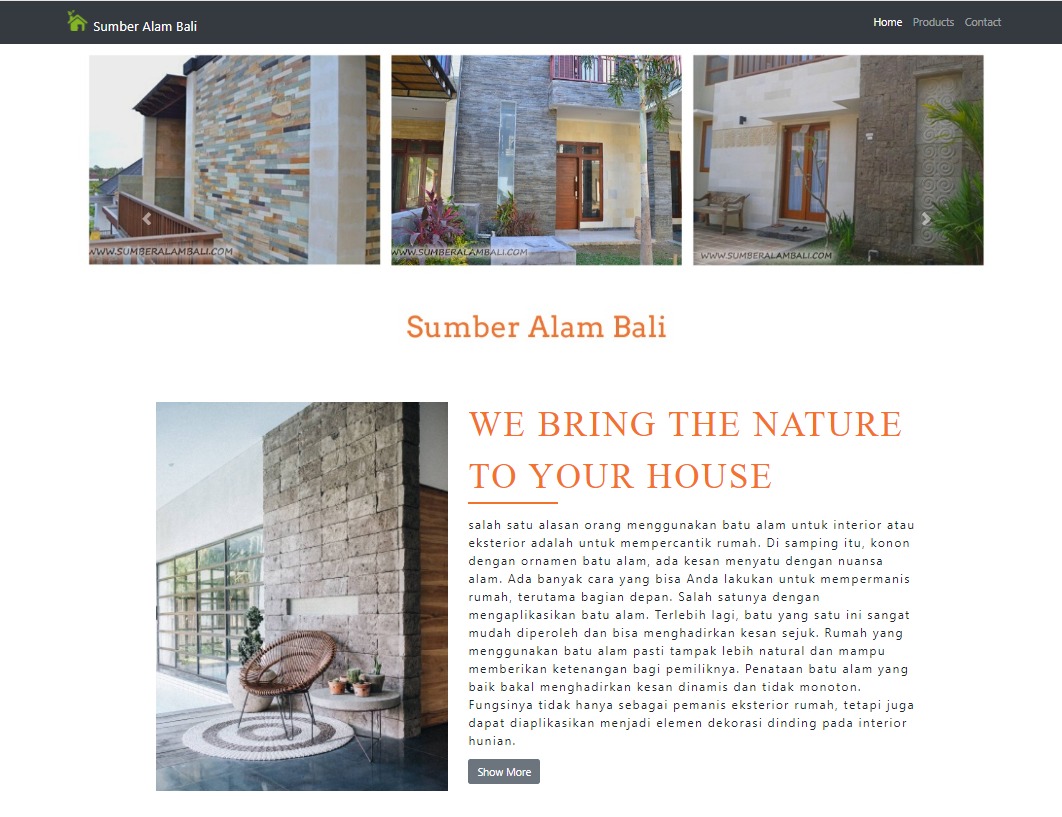 Sumber Alam Bali
Home Products Contact
WWW.SUMBERALAMBALI.COM
WWW.SUMBERALAMBALI.COM
WWW.SUMBERALAMBALI.COM
Sumber Alam Bali
WE BRING THE NATURE
TO YOUR HOUSE
salah satu alasan orang menggunakan batu alam untuk interior atau
eksterior adalah untuk mempercantik rumah. Di samping itu, konon
dengan ornamen batu alam, ada kesan menyatu dengan nuansa
alam. Ada banyak cara yang bisa Anda lakukan untuk mempermanis
rumah, terutama bagian depan. Salah satunya dengan
mengaplikasikan batu alam. Terlebih lagi, batu yang satu ini sangat
mudah diperoleh dan bisa menghadirkan kesan sejuk. Rumah yang
menggunakan batu alam pasti tampak lebih natural dan mampu
memberikan ketenangan bagi pemiliknya. Penataan batu alam yang
baik bakal menghadirkan kesan dinamis dan tidak monoton.
Fungsinya tidak hanya sebagai pemanis eksterior rumah, tetapi juga
dapat diaplikasikan menjadi elemen dekorasi dinding pada interior
hunian.
Show More